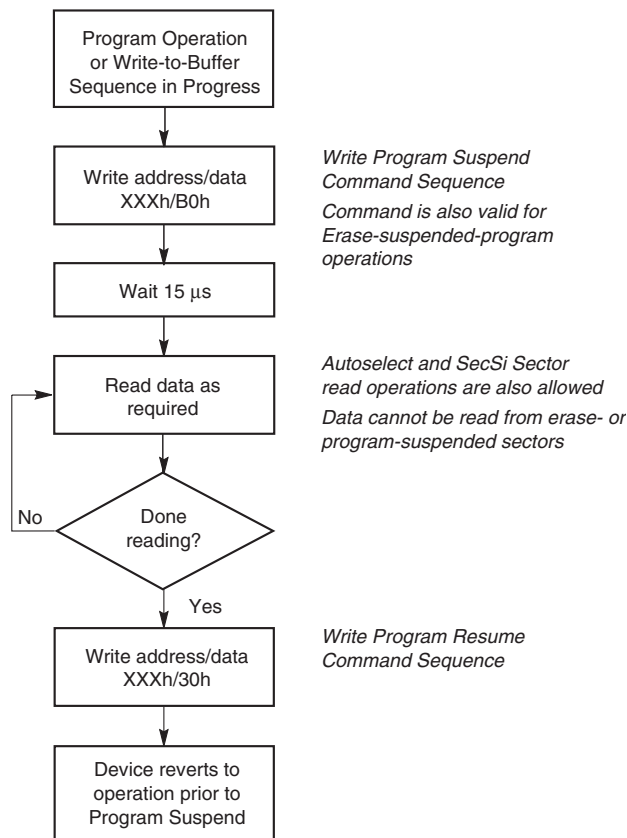 Program Operation
or Write-to-Buffer
Sequence in Progress
Write address/data
XXXh/B0h
Write Program Suspend
Command Sequence
Command is also valid for
Erase-suspended-program
operations
Wait 15 μs
Read data as
required
Autoselect and SecSi Sector
read operations are also allowed
Data cannot be read from erase- or
program-suspended sectors
No
Done
reading?
Yes
Write address/data
XXXh/30h
Write Program Resume
Command Sequence
Device reverts to
operation prior to
Program Suspend